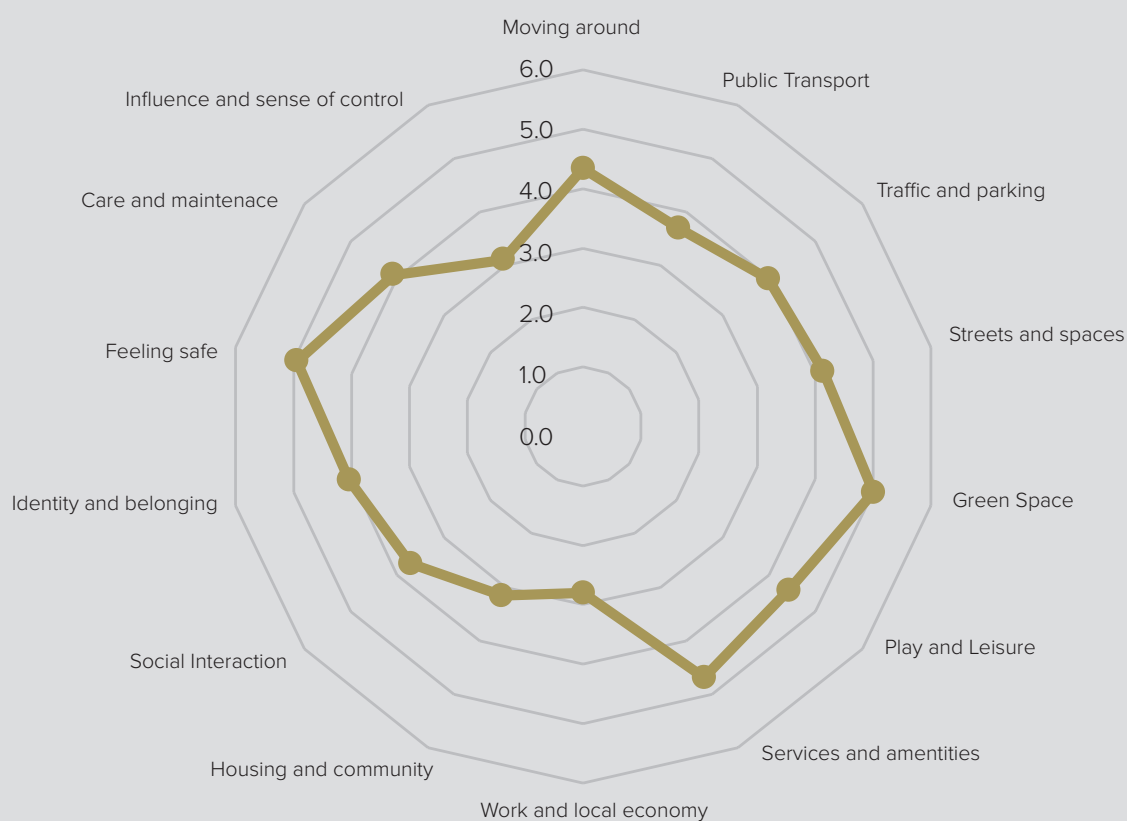 Moving around
6.0
Public Transport
Influence and sense of control
5.0
Traffic and parking
Care and maintenace
4.0
3.0
Streets and spaces
2.0
Feeling safe
1.0
0.0
Green Space
Identity and belonging
Play and Leisure
Social Interaction
Services and amentities
Housing and community
Work and local economy